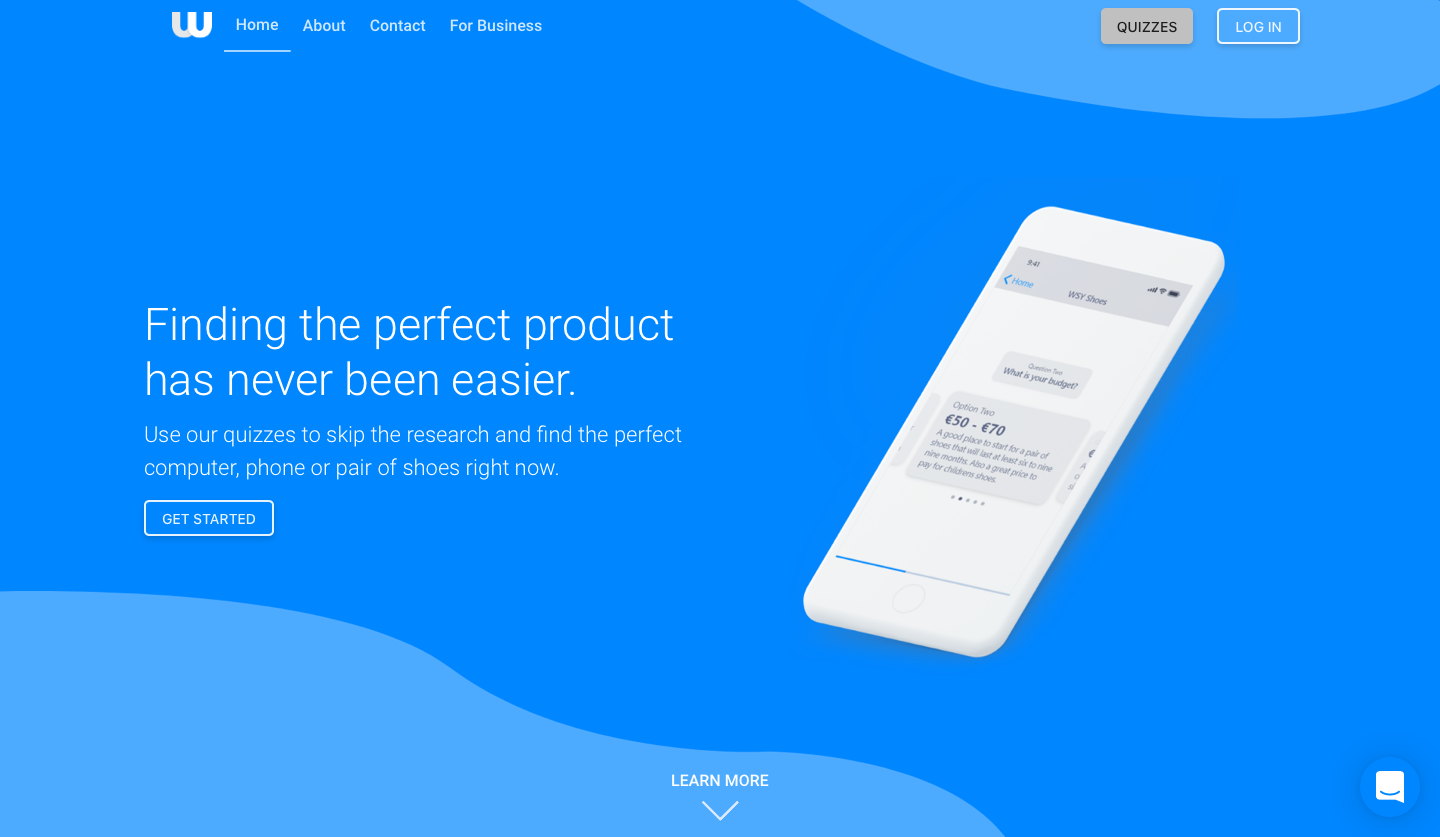 W
Home
About
Contact
For Business
QUIZZES
LOG IN
Finding the perfect product
has never been easier.
Use our quizzes to skip the research and find the perfect
computer, phone or pair of shoes right now.
GET STARTED
9:41
Home
WSY Shoes
Question Two
What is your budget?
Option Two
€50 - €70
A good place to start for a pair of
shoes that will last at least six to nine
nine months. Also a great price to
pay for childrens shoes.
LEARN MORE